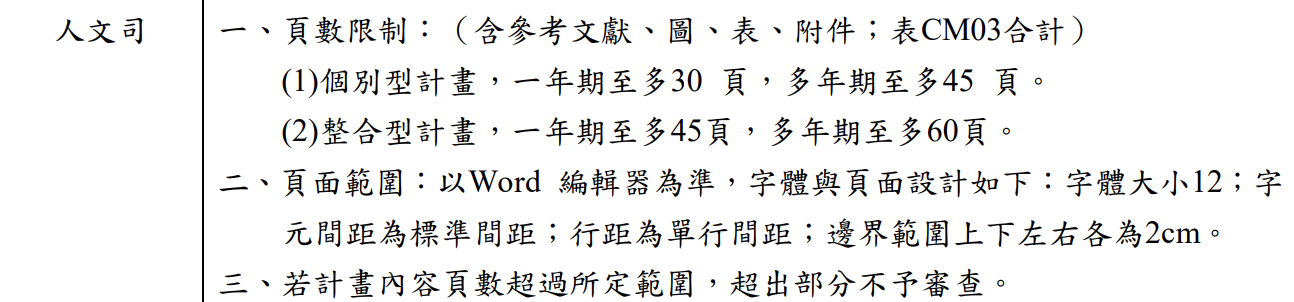 人文司
一、頁數限制：（含參考文獻、圖、表、附件；表CM03合計）
(1)個別型計畫，一年期至多30 頁，多年期至多45 頁。
(2)整合型計畫，一年期至多45頁，多年期至多60頁。
二、頁面範圍：以Word 編輯器為準，字體與頁面設計如下：字體大小12；字
元間距為標準間距；行距為單行間距；邊界範圍上下左右各為2cm。
三、若計畫內容頁數超過所定範圍，超出部分不予審查。